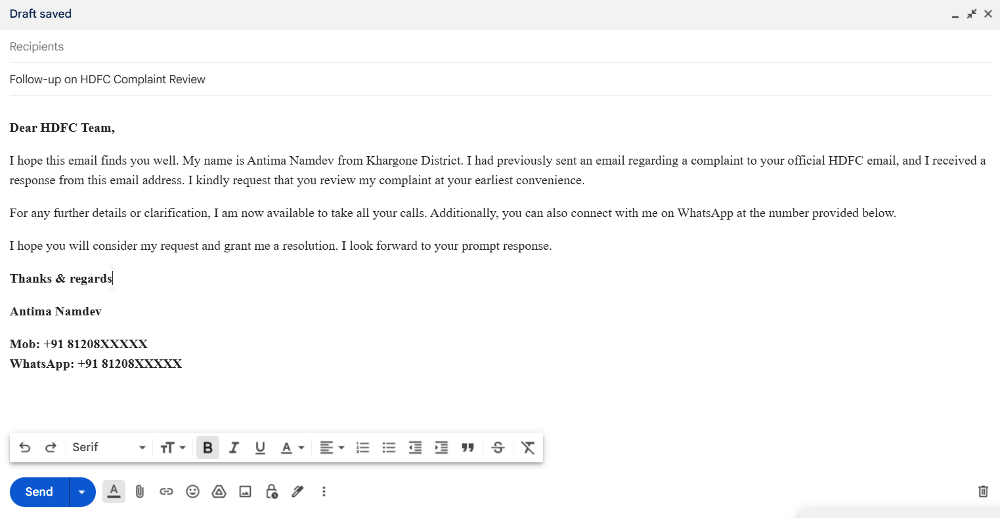 Draft saved
Recipients
Follow-up on HDFC Complaint Review
Dear HDFC Team,
I hope this email finds you well. My name is Antima Namdev from Khargone District. I had previously sent an email regarding a complaint to your official HDFC email, and I received a
response from this email address. I kindly request that you review my complaint at your earliest convenience.
For any further details or clarification, I am now available to take all your calls. Additionally, you can also connect with me on WhatsApp at the number provided below.
I hope you will consider my request and grant me a resolution. I look forward to your prompt response.
Thanks & regards
Antima Namdev
Mob: +91 81208XXXXX
WhatsApp: +91 81208XXXXX
Serif
Send